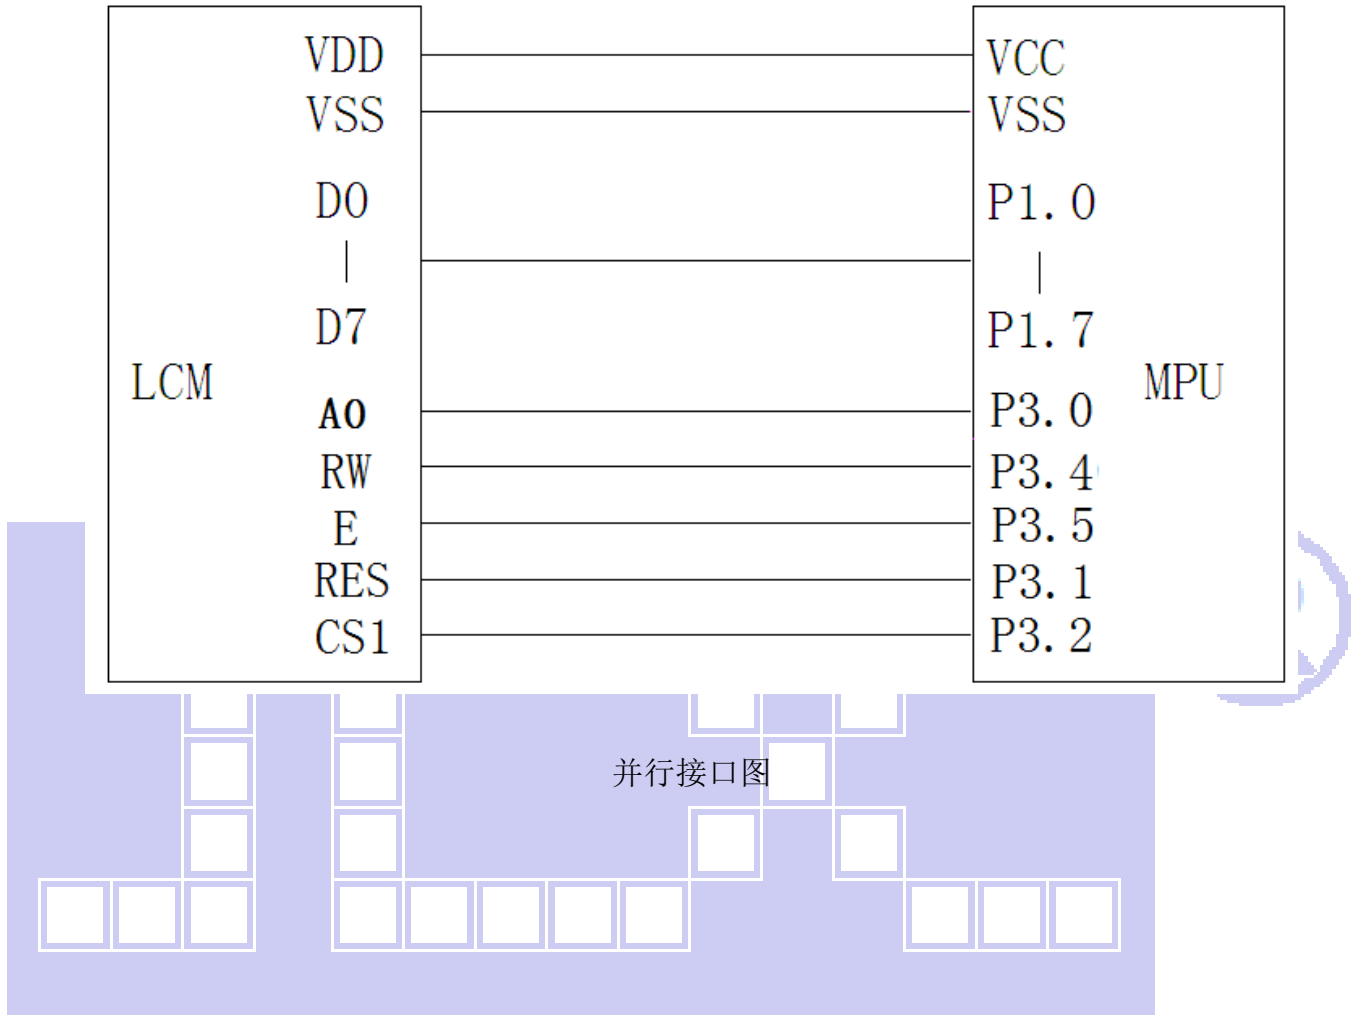 VDD VCC
VSS VSS
D0 P1.0
D7 P1.7
LCM MPU
A0 P3.0
RW P3.4
E P3.5
RES P3.1
CS1 P3.2
并行接口图